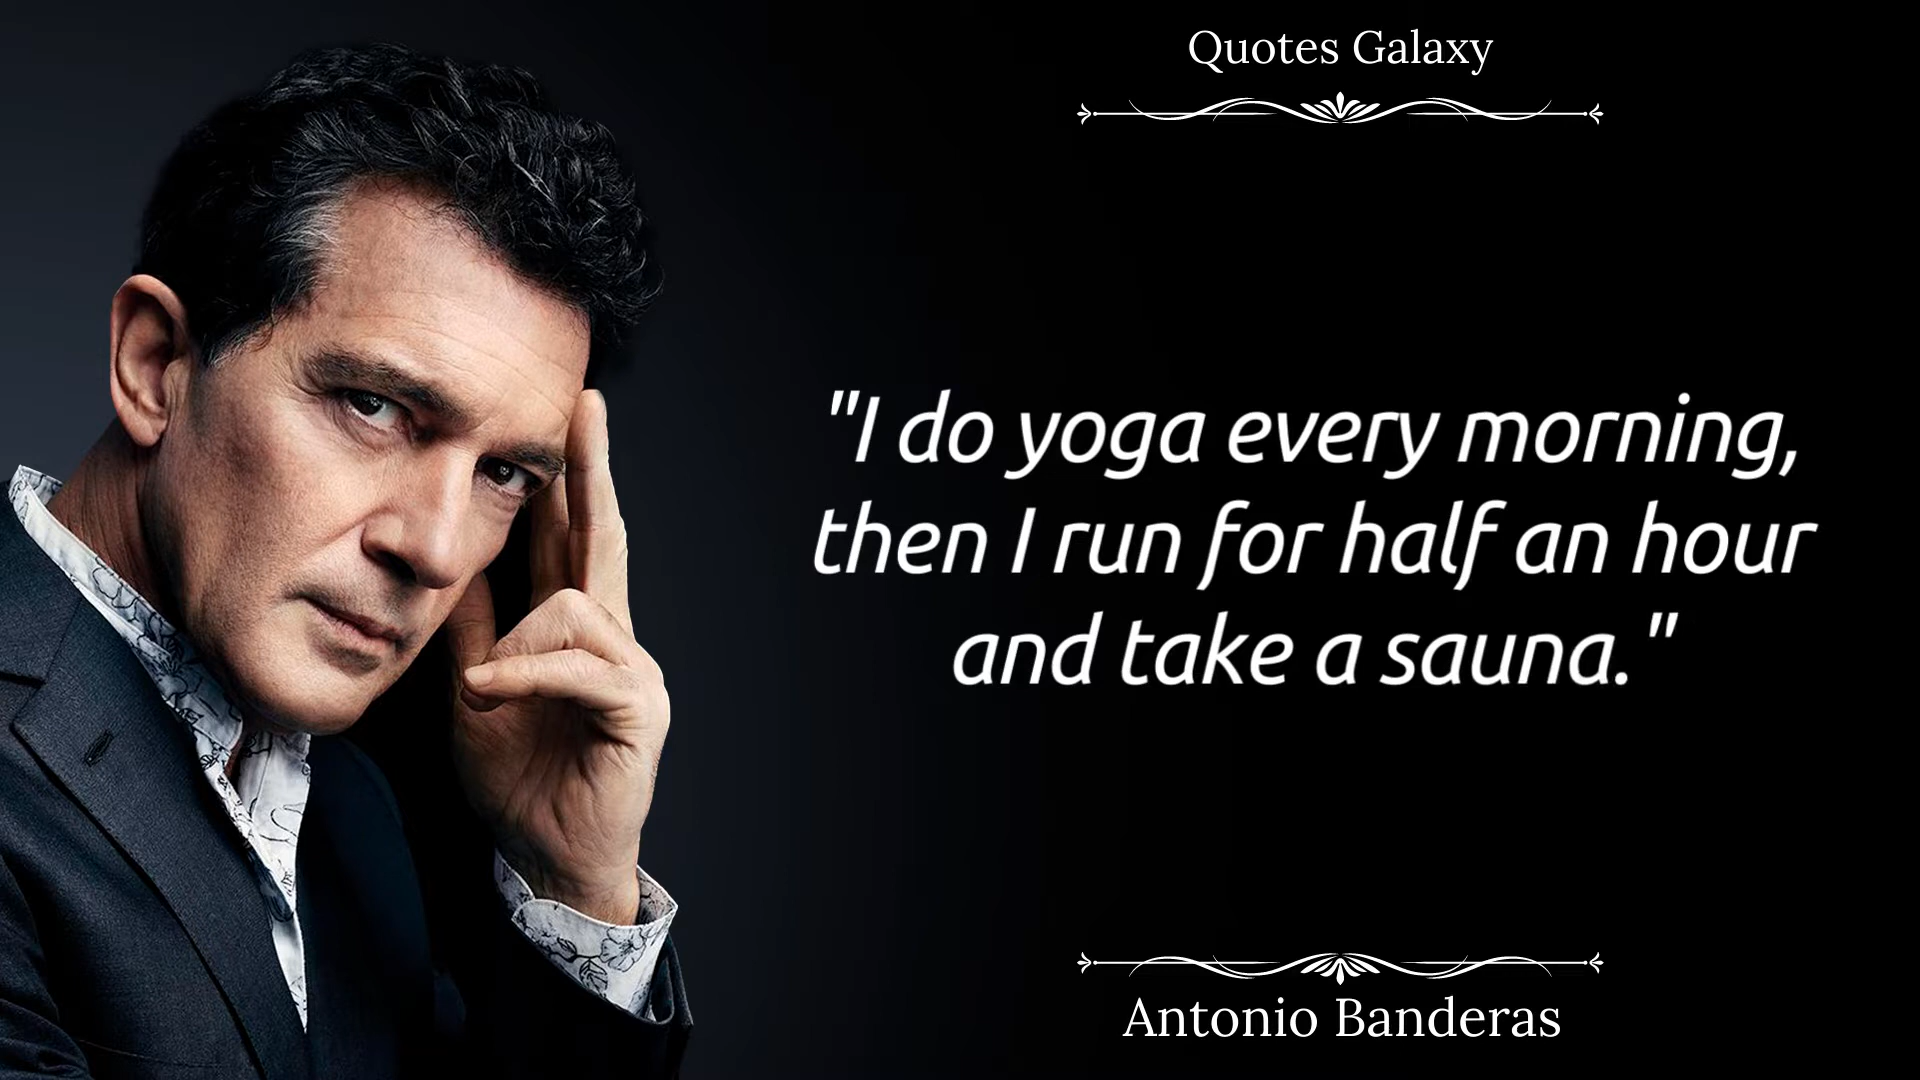 Quotes Galaxy
"I do yoga every morning,
then I run for half an hour
and take a sauna."
Antonio Banderas